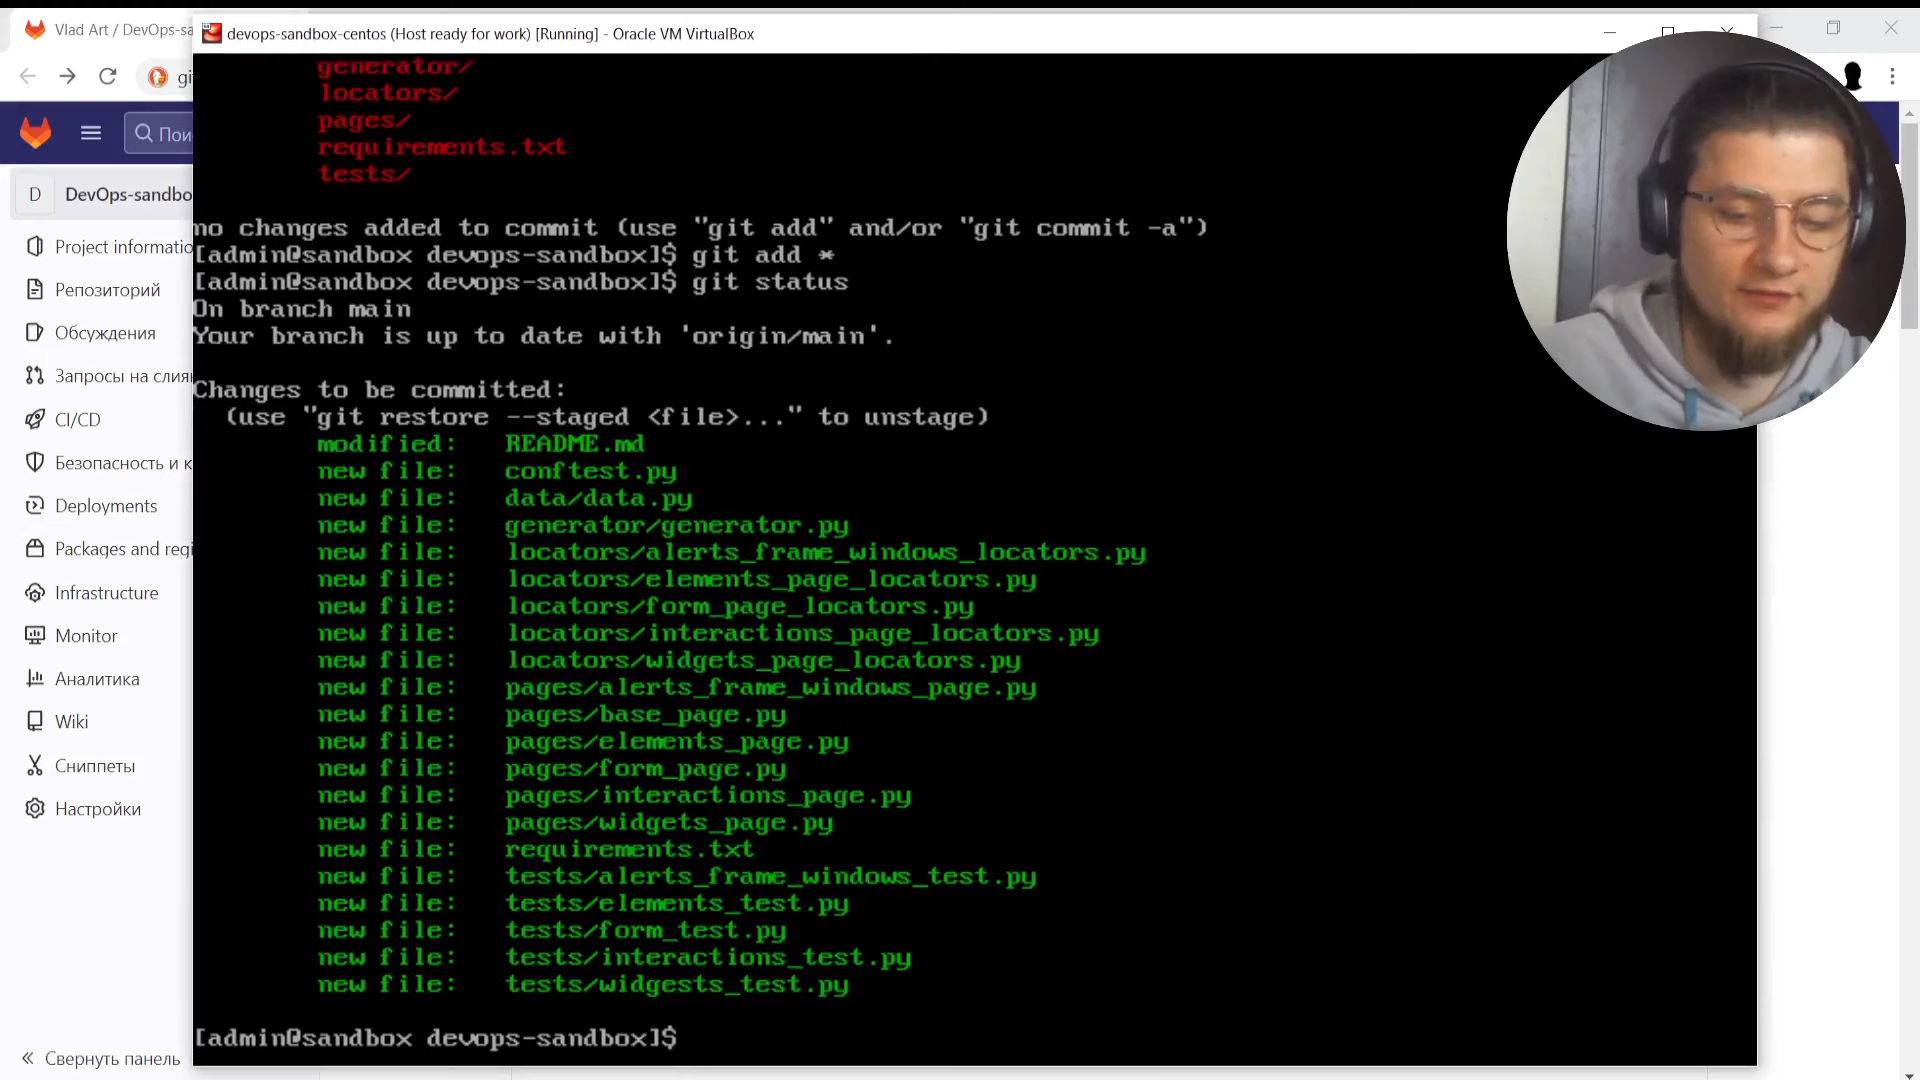 Vlad Art / DevOps-sa
devops-sandbox-centos (Host ready for work) [Running] - Oracle VM VirtualBox
gi
Пои
D DevOps-sandbo
Project informatio
Репозиторий
Обсуждения
Запросы на слиян
CI/CD
Безопасность и к
Deployments
Packages and regi
Infrastructure
Monitor
Аналитика
Wiki
Сниппеты
Настройки
« Свернуть панель
generator/
locators/
pages/
requirements.txt
tests/
no changes added to commit (use "git add" and/or "git commit -a")
[admin@sandbox devops-sandbox]$ git add *
[admin@sandbox devops-sandbox]$ git status
On branch main
Your branch is up to date with 'origin/main'.
Changes to be committed:
(use "git restore --staged <file>..." to unstage)
modified: README.md
new file: conftest.py
new file: data/data.py
new file: generator/generator.py
new file: locators/alerts_frame_windows_locators.py
new file: locators/elements_page_locators.py
new file: locators/form_page_locators.py
new file: locators/interactions_page_locators.py
new file: locators/widgets_page_locators.py
new file: pages/alerts_frame_windows_page.py
new file: pages/base_page.py
new file: pages/elements_page.py
new file: pages/form_page.py
new file: pages/interactions_page.py
new file: pages/widgets_page.py
new file: requirements.txt
new file: tests/alerts_frame_windows_test.py
new file: tests/elements_test.py
new file: tests/form_test.py
new file: tests/interactions_test.py
new file: tests/widgests_test.py
[admin@sandbox devops-sandbox]$